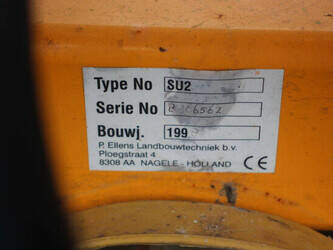 Type No SU2
Serie No
Bouwj. 199
P. Ellens Landbouwtechniek b.v.
Ploegstraat 4
8308 AA NAGELE - HOLLAND CE